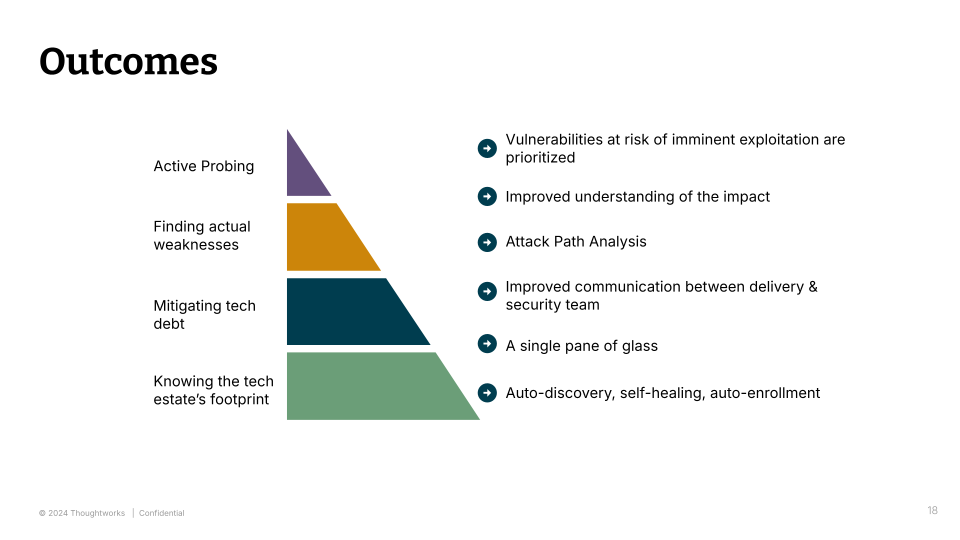 Outcomes
Active Probing
Finding actual
weaknesses
Mitigating tech
debt
Knowing the tech
estate's footprint
Vulnerabilities at risk of imminent exploitation are
prioritized
Improved understanding of the impact
Attack Path Analysis
Improved communication between delivery &
security team
A single pane of glass
Auto-discovery, self-healing, auto-enrollment
© 2024 Thoughtworks | Confidential
18